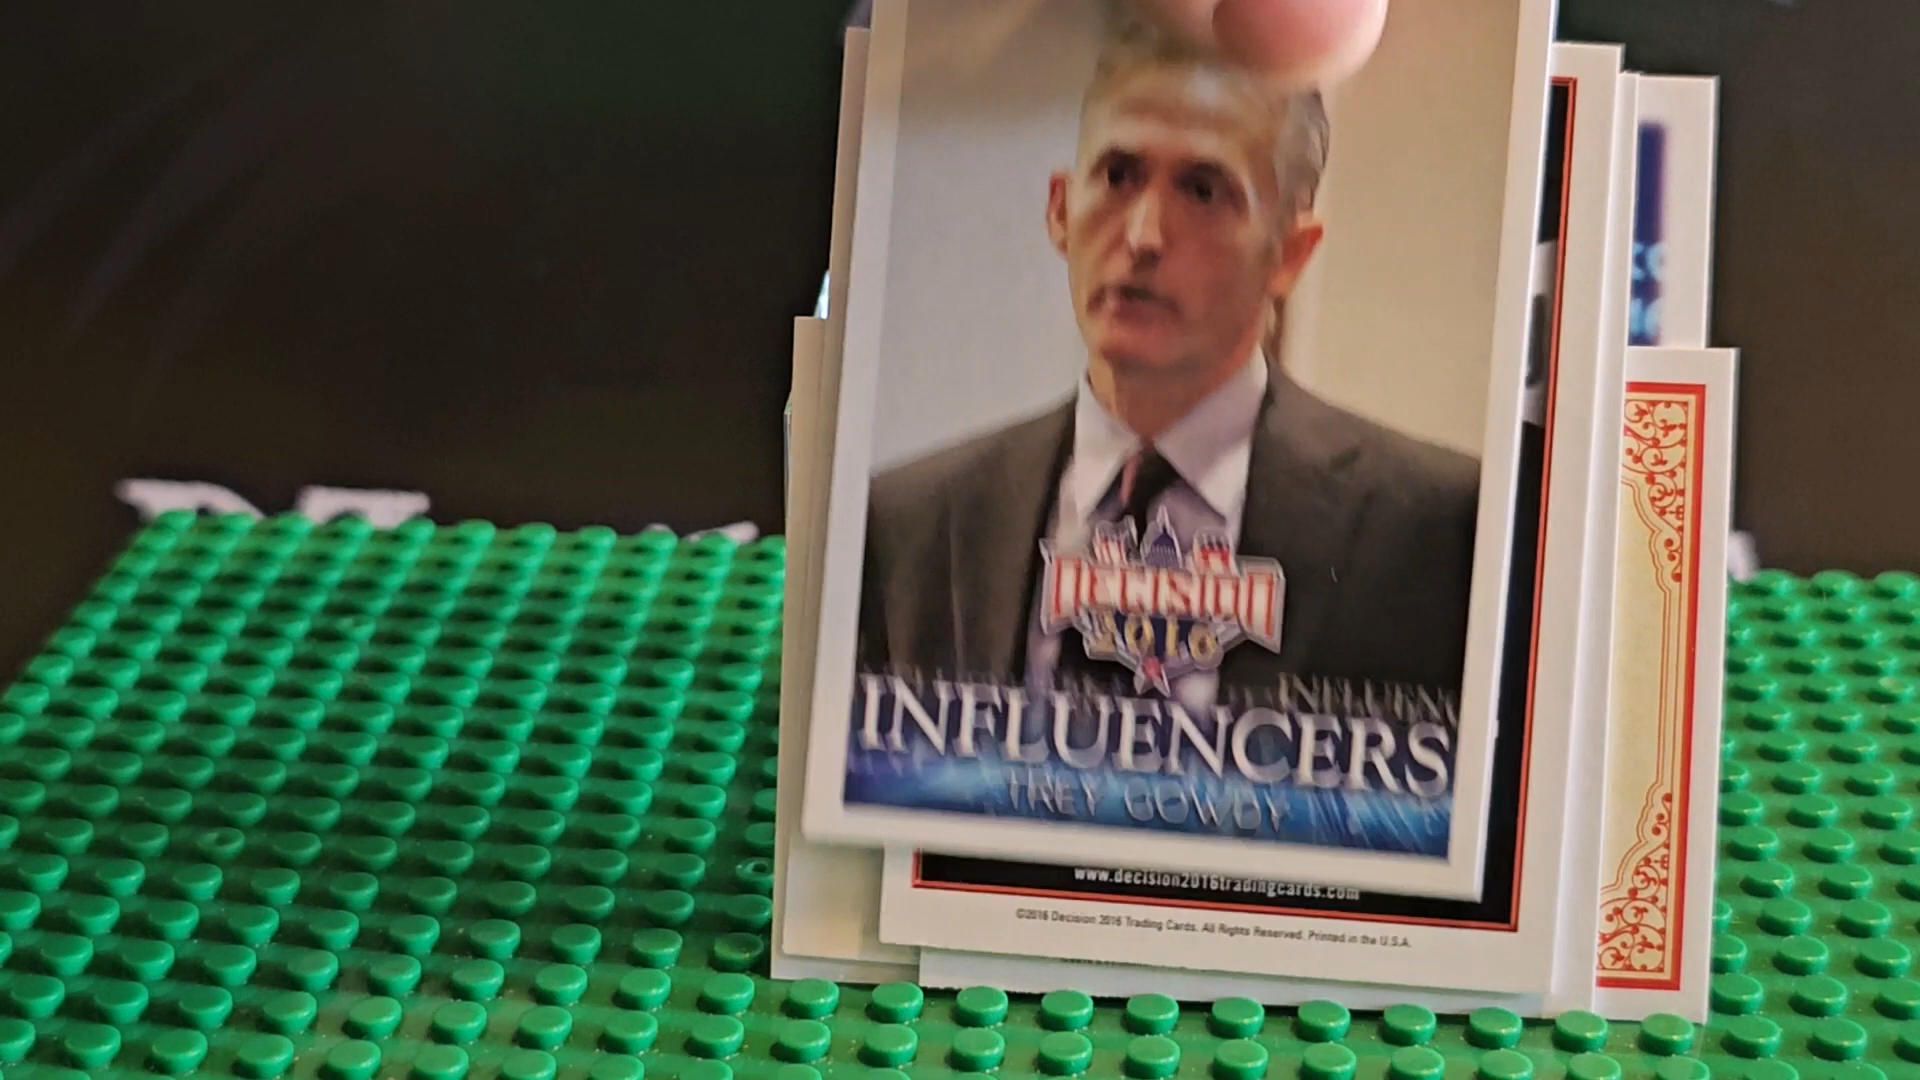 DECISION
2016
INFLUENCERS
TREY GOWDY
www.decision2016tradingcards.com
©2016 Decision 2016 Trading Cards. All Rights Reserved. Printed in the U.S.A.